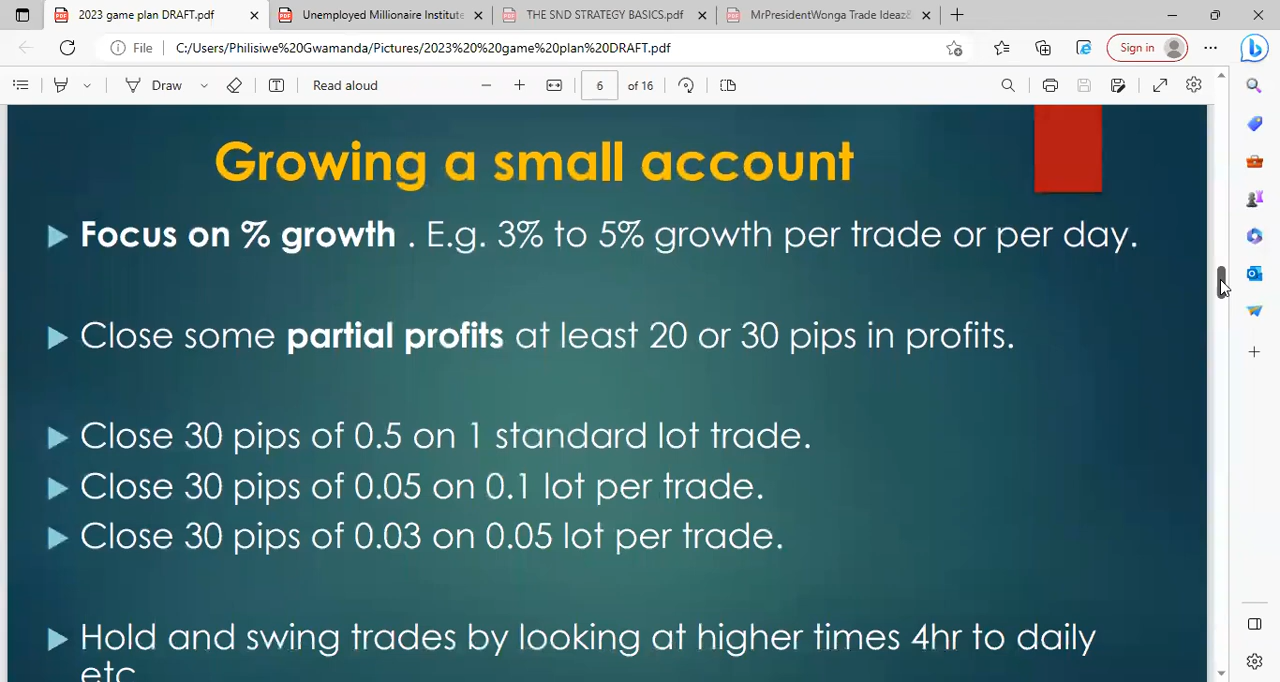 2023 game plan DRAFT.pdf
Unemployed Millionaire Institute
THE SND STRATEGY BASICS.pdf
MrPresidentWonga Trade Ideaz
File
C:/Users/Philisiwe%20Gwamanda/Pictures/2023%20%20game%20plan%20DRAFT.pdf
Sign in
Draw
Read aloud
6
of 16
Growing a small account
Focus on % growth . E.g. 3% to 5% growth per trade or per day.
Close some partial profits at least 20 or 30 pips in profits.
Close 30 pips of 0.5 on 1 standard lot trade.
Close 30 pips of 0.05 on 0.1 lot per trade.
Close 30 pips of 0.03 on 0.05 lot per trade.
Hold and swing trades by looking at higher times 4hr to daily
etc